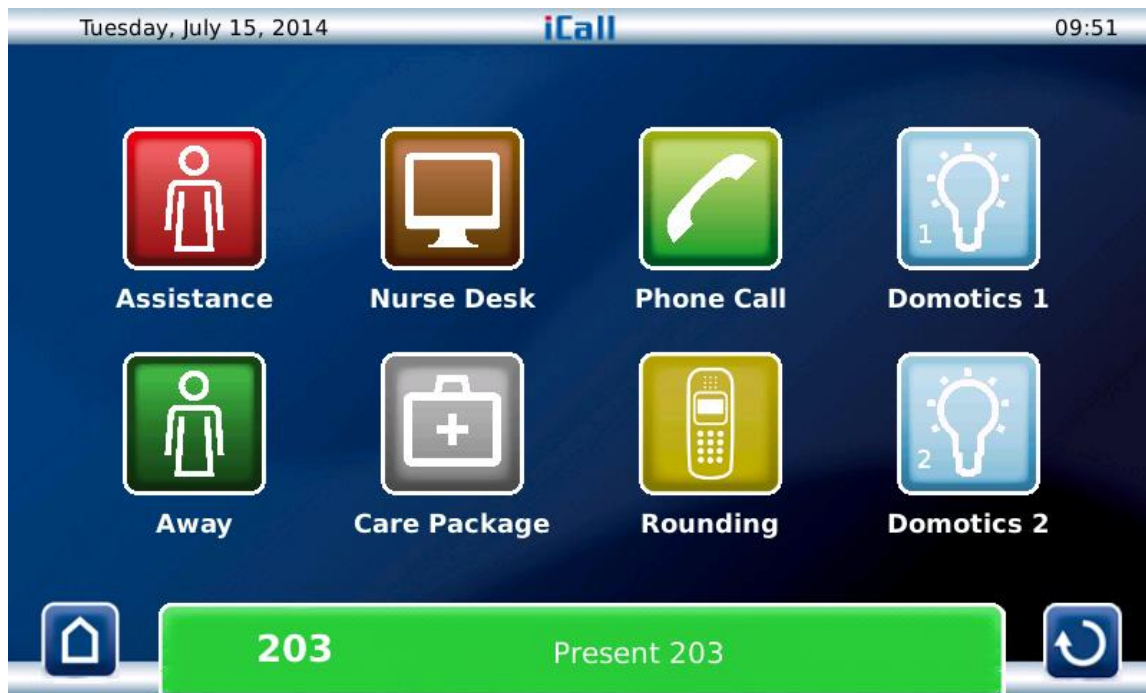 Tuesday, July 15, 2014 iCall 09:51
Assistance Nurse Desk Phone Call 1 Domotics 1
Away Care Package Rounding 2 Domotics 2
203 Present 203